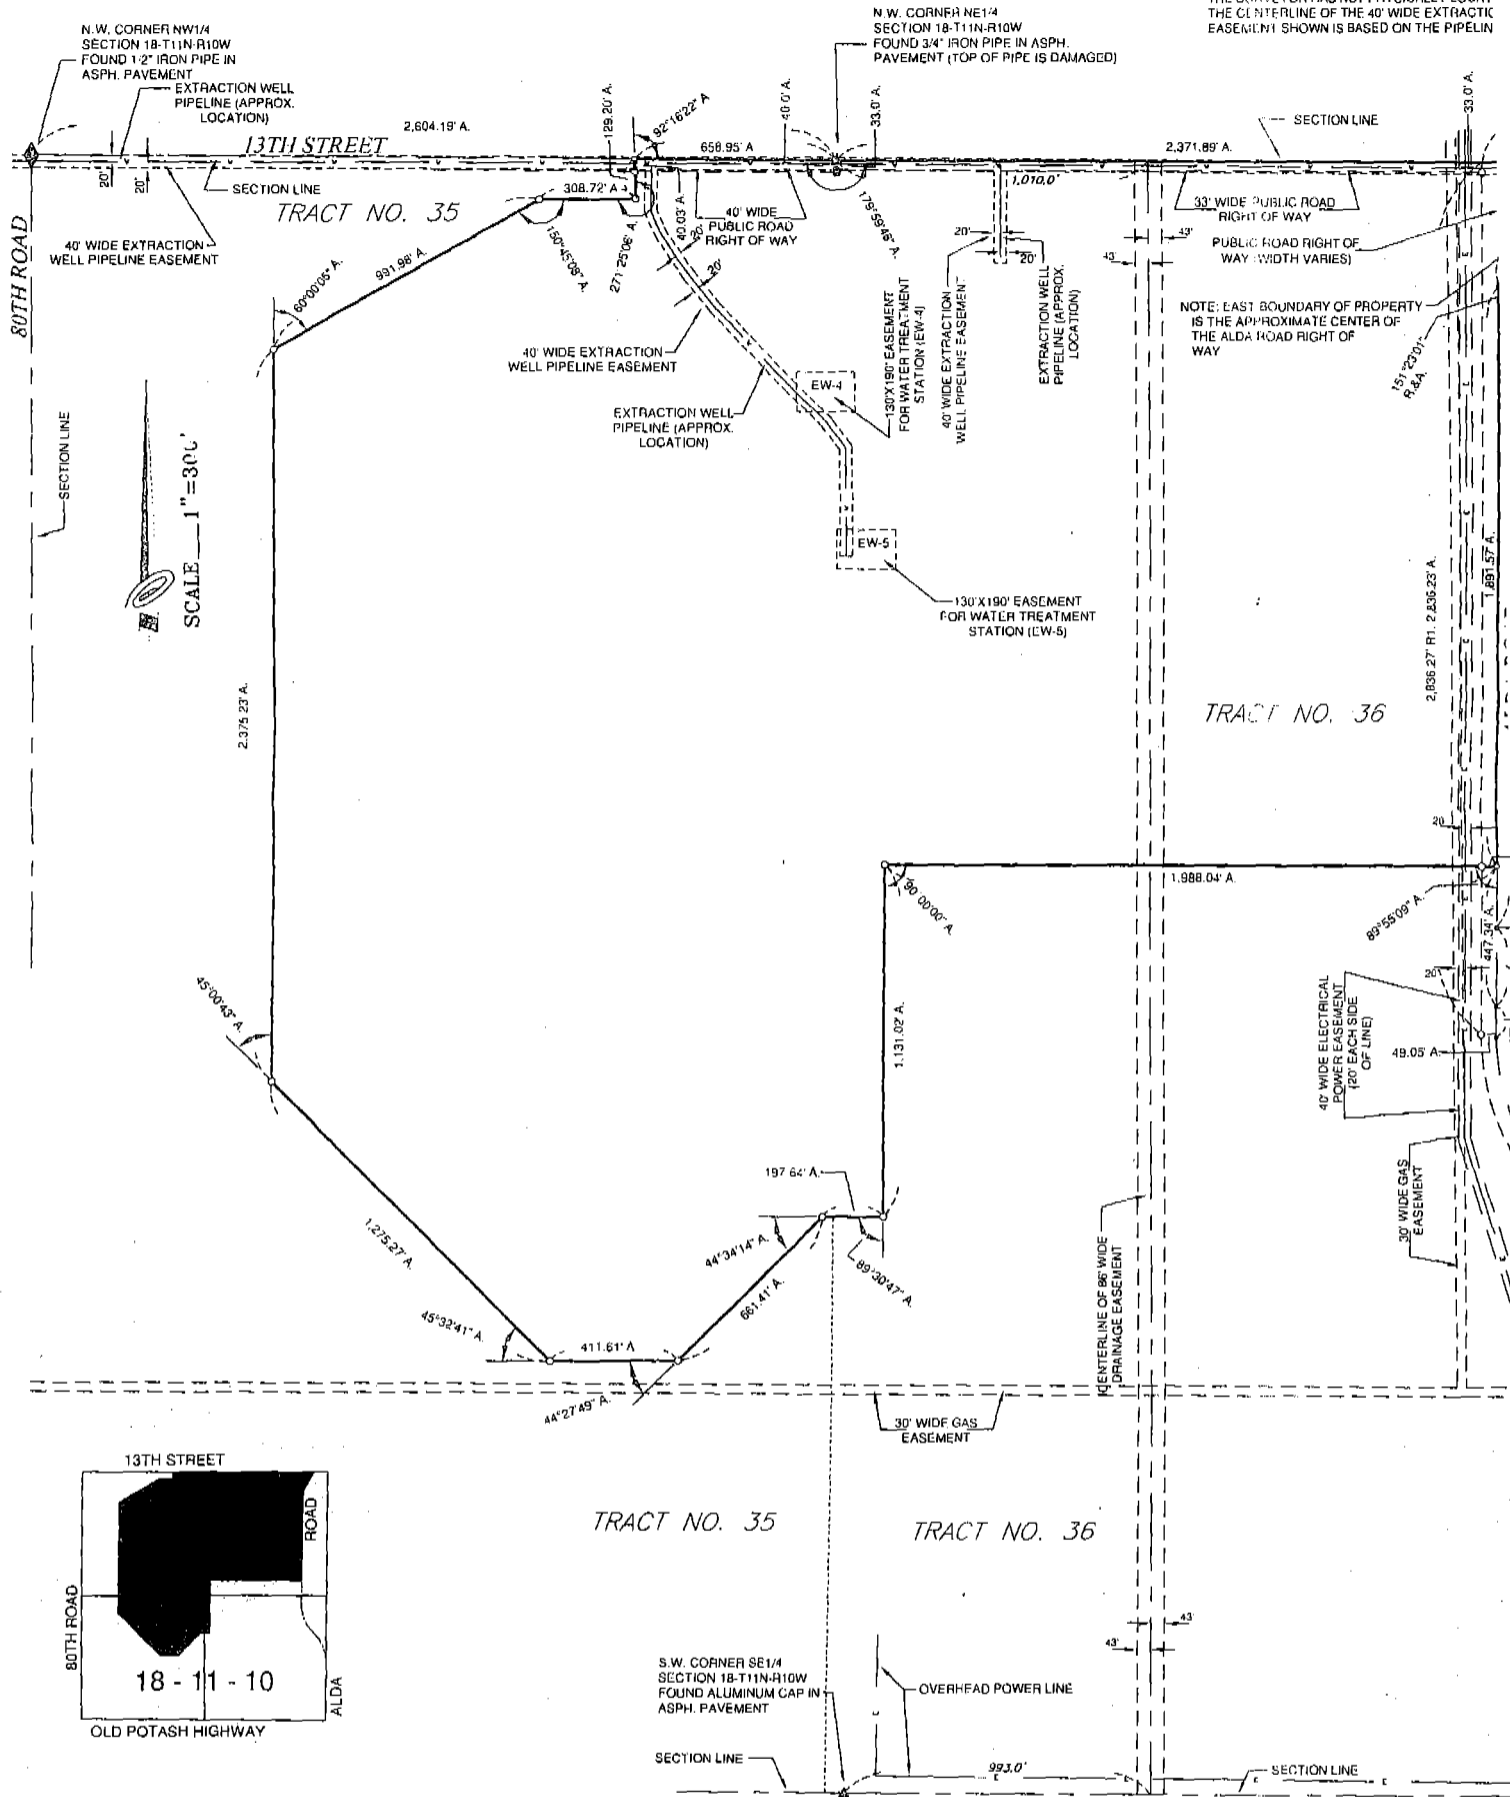 N.W. CORNER NW1/4
SECTION 18-T11N-R10W
FOUND 1/2" IRON PIPE IN
ASPH. PAVEMENT
EXTRACTION WELL
PIPELINE (APPROX.
LOCATION)
N.W. CORNER NE1/4
SECTION 18-T11N-R10W
FOUND 3/4" IRON PIPE IN ASPH.
PAVEMENT (TOP OF PIPE IS DAMAGED)
THE CENTERLINE OF THE 40' WIDE EXTRACTIO
EASEMENT SHOWN IS BASED ON THE PIPELIN
13TH STREET
2,604.19' A.
129.20' A.
92°16'22" A.
658.95' A
40.0' A.
33.0' A.
SECTION LINE
2,371.89' A.
33.0' A.
20'
20'
SECTION LINE
TRACT NO. 35
308.72' A
40' WIDE EXTRACTION
WELL PIPELINE EASEMENT
80TH ROAD
991.98' A.
60°00'05" A.
150°45'09" A.
271°25'06" A.
40.03' A.
20'
20'
40' WIDE
PUBLIC ROAD
RIGHT OF WAY
179°59'46" A.
1,010.0'
20'
20'
33' WIDE PUBLIC ROAD
RIGHT OF WAY
43'
43'
PUBLIC ROAD RIGHT OF
WAY (WIDTH VARIES)
NOTE: EAST BOUNDARY OF PROPERTY
IS THE APPROXIMATE CENTER OF
THE ALDA ROAD RIGHT OF
WAY
151°23'01"
R.&A.
40' WIDE EXTRACTION
WELL PIPELINE EASEMENT
EXTRACTION WELL
PIPELINE (APPROX.
LOCATION)
EW-4
130'X190' EASEMENT
FOR WATER TREATMENT
STATION (EW-4)
40' WIDE EXTRACTION
WELL PIPELINE EASEMENT
EXTRACTION WELL
PIPELINE (APPROX.
LOCATION)
SECTION LINE
SCALE 1"=300'
EW-5
130'X190' EASEMENT
FOR WATER TREATMENT
STATION (EW-5)
2,375.23' A.
2,836.27' R1. 2,836.23' A.
1,891.57' A.
TRACT NO. 36
20'
1,988.04' A.
90°00'00" A.
89°55'09" A.
447.34' A.
20'
49.05' A.
45°00'43" A.
1,131.02' A.
40' WIDE ELECTRICAL
POWER EASEMENT
(20' EACH SIDE
OF LINE)
30' WIDE GAS
EASEMENT
197.64' A.
44°34'14" A.
89°30'47" A.
661.41' A.
1,275.27' A.
45°32'41" A.
411.61' A
44°27'49" A.
CENTERLINE OF 86' WIDE
DRAINAGE EASEMENT
30' WIDE GAS
EASEMENT
13TH STREET
ROAD
80TH ROAD
18 - 11 - 10
ALDA
OLD POTASH HIGHWAY
TRACT NO. 35
TRACT NO. 36
43'
43'
S.W. CORNER SE1/4
SECTION 18-T11N-R10W
FOUND ALUMINUM CAP IN
ASPH. PAVEMENT
OVERHEAD POWER LINE
SECTION LINE
993.0'
SECTION LINE